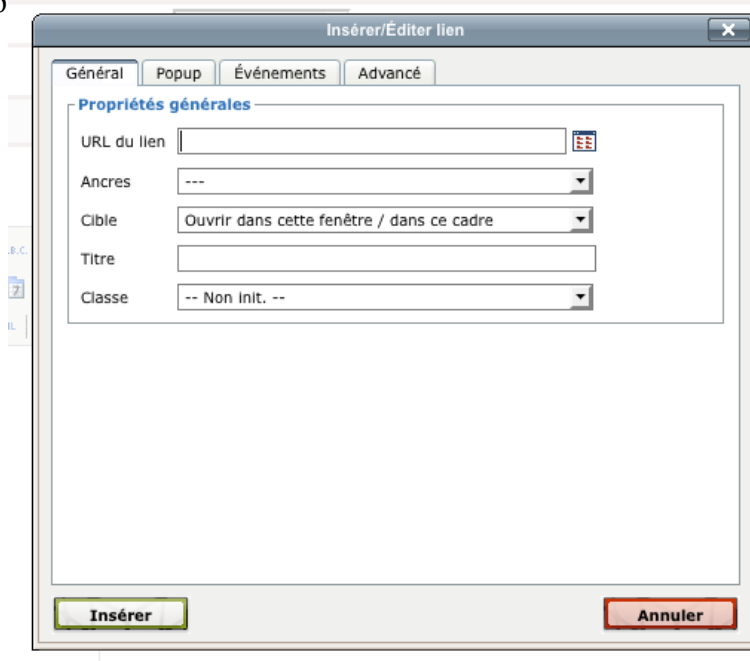 Insérer/Éditer lien
Général Popup Événements Advancé
Propriétés générales
URL du lien
Ancres ---
Cible Ouvrir dans cette fenêtre / dans ce cadre
Titre
Classe -- Non init. --
Insérer Annuler